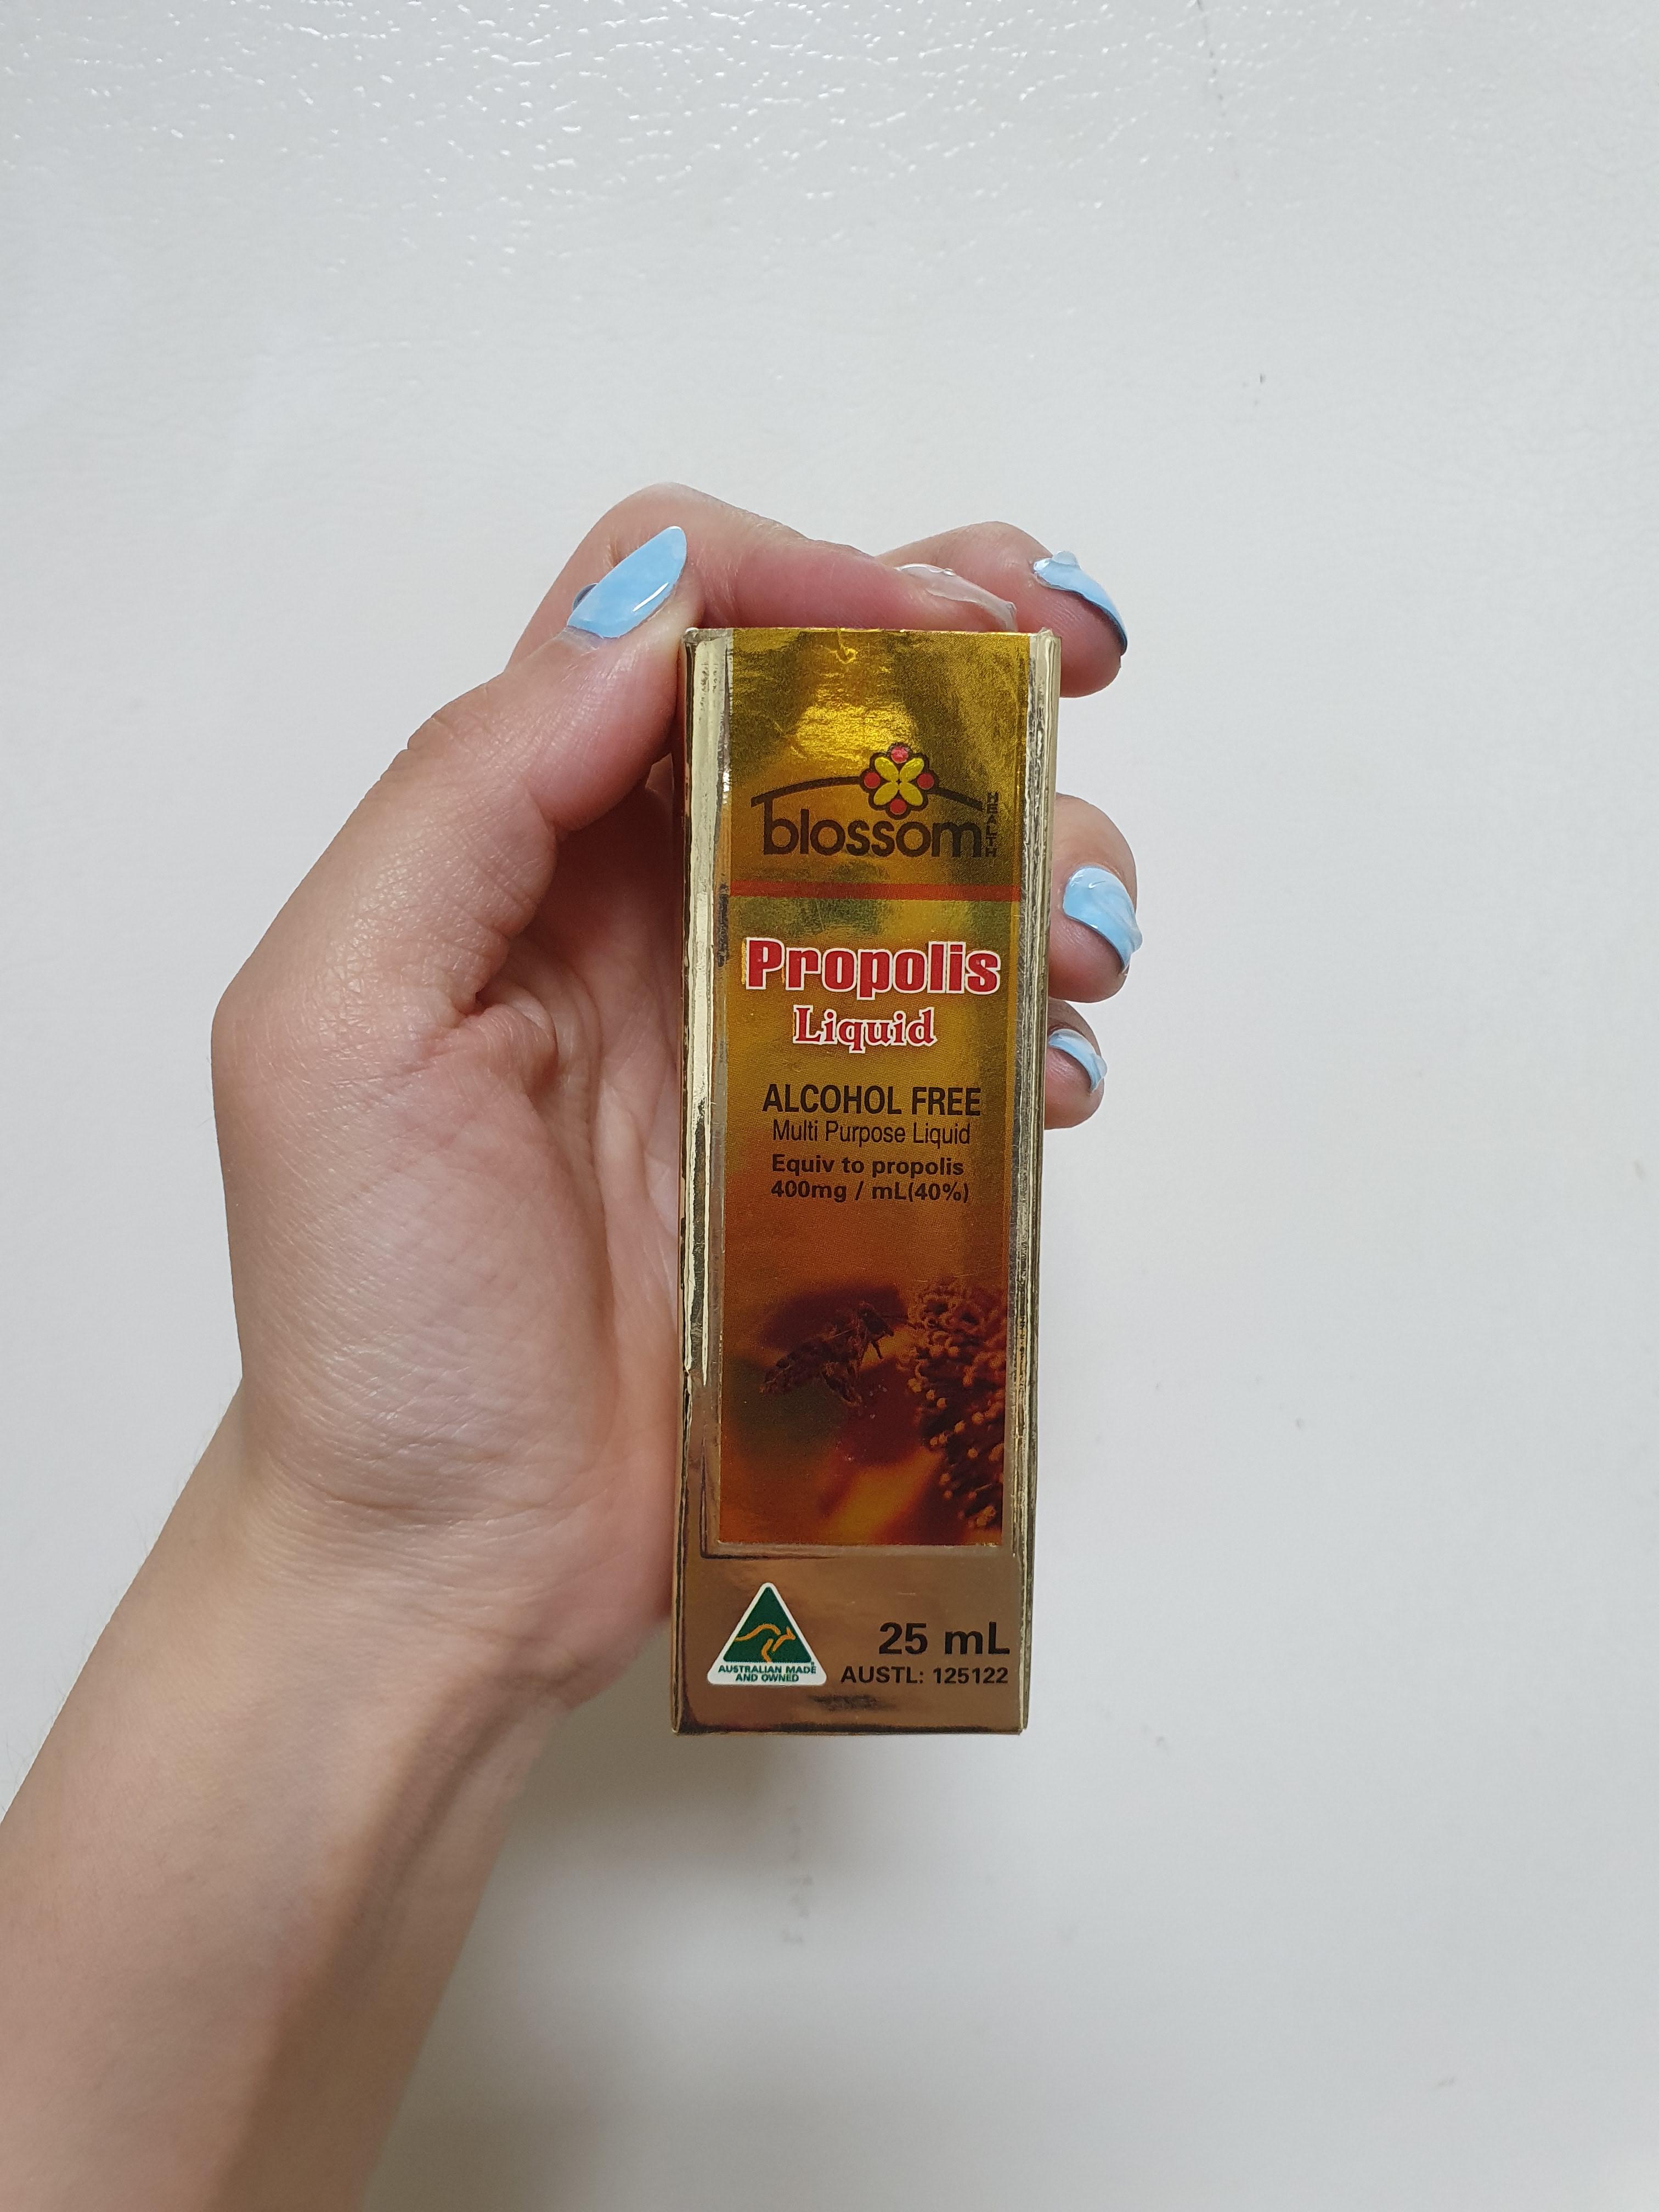 blossom
HEALTH
Propolis
Liquid
ALCOHOL FREE
Multi Purpose Liquid
Equiv to propolis
400mg / mL(40%)
AUSTRALIAN MADE
AND OWNED
25 mL
AUSTL: 125122